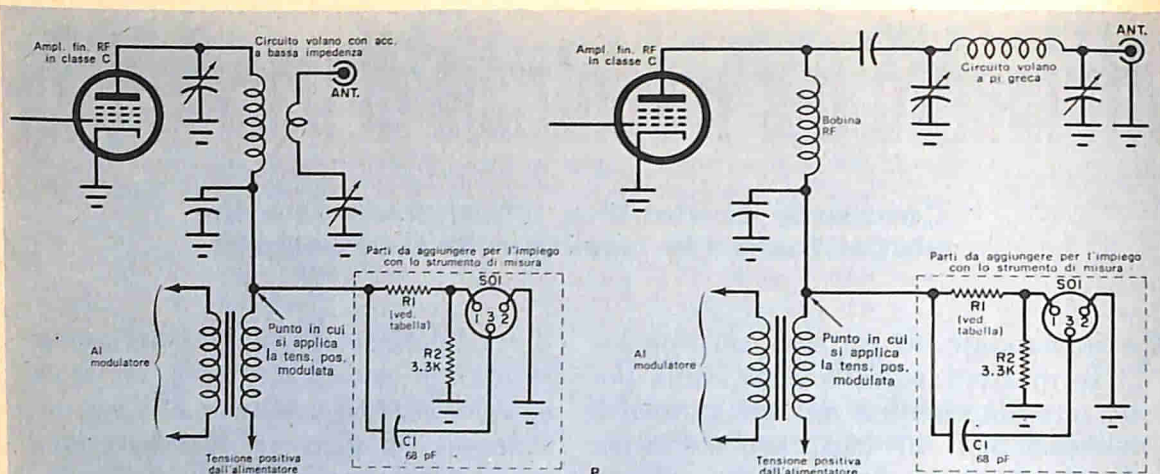 Ampl. fin. RF
in classe C
Circuito volano con acc.
a bassa impedenza
ANT.
Parti da aggiungere per l'impiego
con lo strumento di misura
SO1
R1
(ved.
tabella)
1 3 2
R2
3.3K
C1
68 pF
Al
modulatore
Punto in cui
si applica
la tens. pos.
modulata
Tensione positiva
dall'alimentatore
Ampl. fin. RF
in classe C
Bobina
RF
Circuito volano
a pi greca
ANT.
Parti da aggiungere per l'impiego
con lo strumento di misura
SO1
R1
(ved.
tabella)
1 3 2
R2
3.3K
C1
68 pF
Al
modulatore
Punto in cui
si applica
la tens. pos.
modulata
Tensione positiva
dall'alimentatore